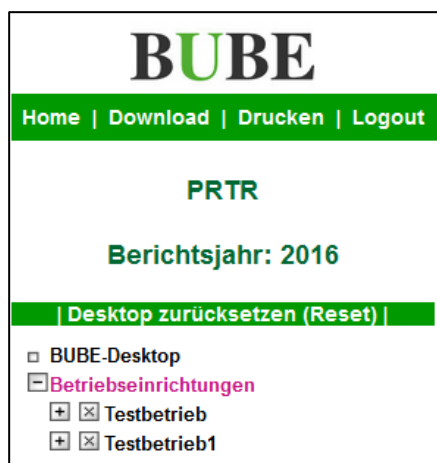 BUBE
Home | Download | Drucken | Logout
PRTR
Berichtsjahr: 2016
| Desktop zurücksetzen (Reset) |
BUBE-Desktop
Betriebseinrichtungen
Testbetrieb
Testbetrieb1